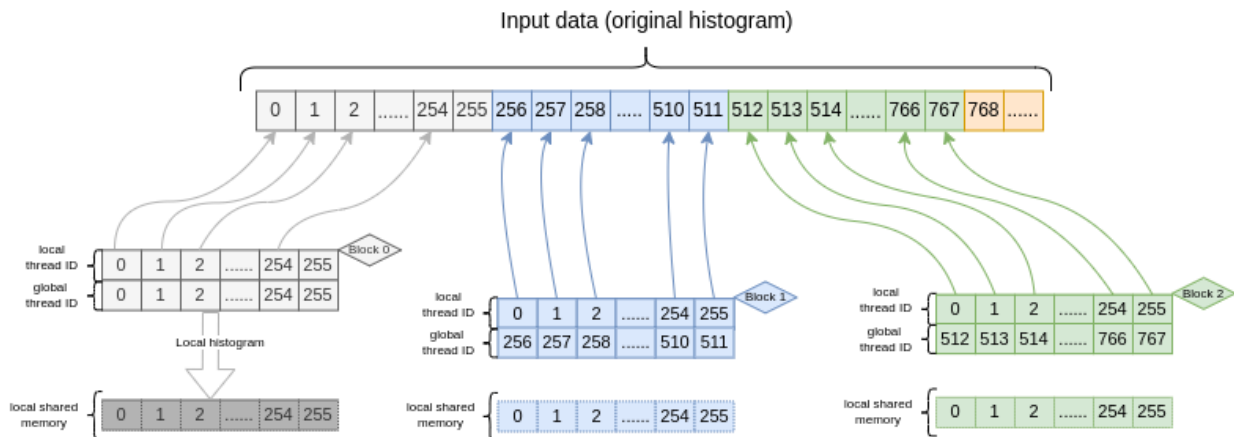 Input data (original histogram)
0 1 2 ...... 254 255 256 257 258 ..... 510 511 512 513 514 ...... 766 767 768 ......
local thread ID 0 1 2 ...... 254 255 Block 0
global thread ID 0 1 2 ...... 254 255
Local histogram
local shared memory 0 1 2 ...... 254 255
local thread ID 0 1 2 ...... 254 255 Block 1
global thread ID 256 257 258 ...... 510 511
local shared memory 0 1 2 ...... 254 255
local thread ID 0 1 2 ...... 254 255 Block 2
global thread ID 512 513 514 ...... 766 767
local shared memory 0 1 2 ...... 254 255